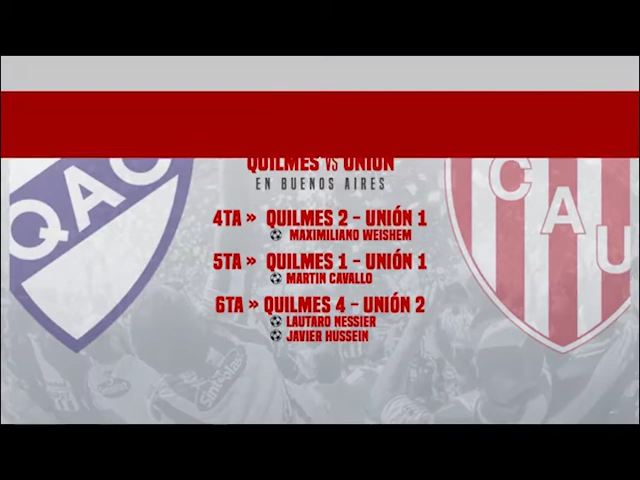 QUILMES VS UNIÓN
EN BUENOS AIRES
QAC
CAU
4TA » QUILMES 2 - UNIÓN 1
MAXIMILIANO WEISHEM
5TA » QUILMES 1 - UNIÓN 1
MARTIN CAVALLO
6TA » QUILMES 4 - UNIÓN 2
LAUTARO MESSIER
JAVIER HUSSEIN